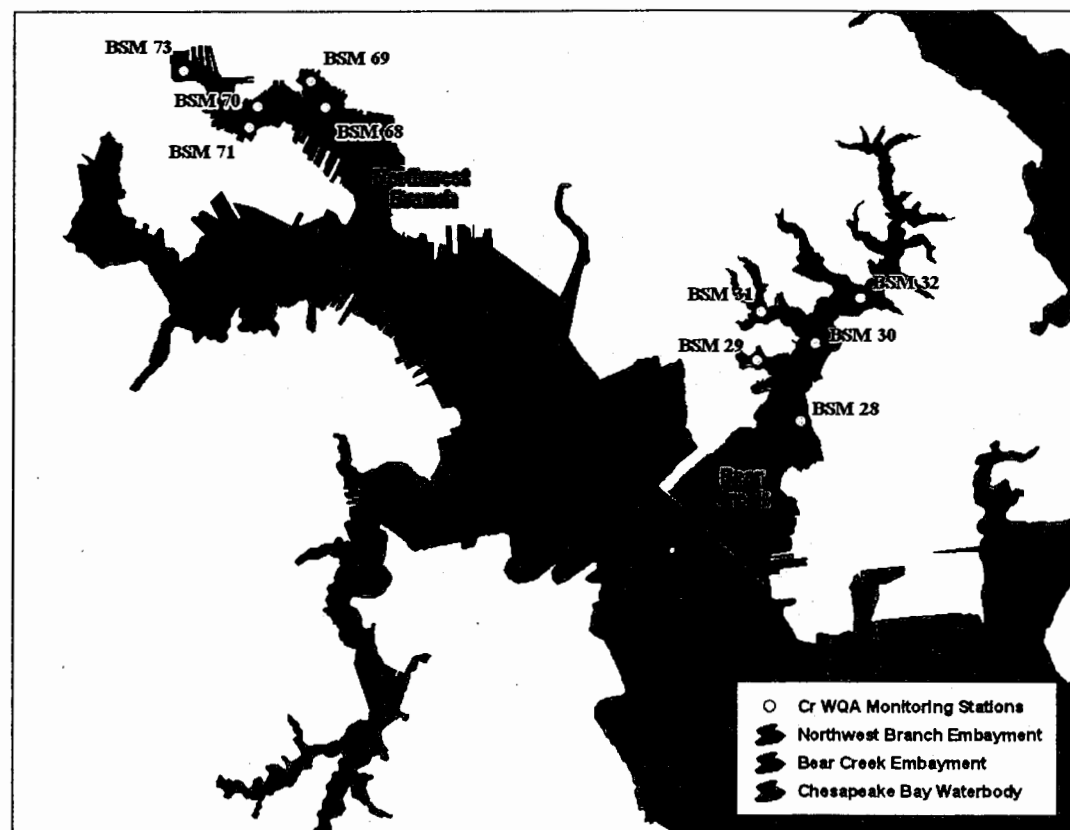 BSM 73
BSM 69
BSM 70
BSM 68
BSM 71
Northwest
Branch
BSM 31
BSM 32
BSM 29
BSM 30
BSM 28
Bear
Creek
Cr WQA Monitoring Stations
Northwest Branch Embayment
Bear Creek Embayment
Chesapeake Bay Waterbody